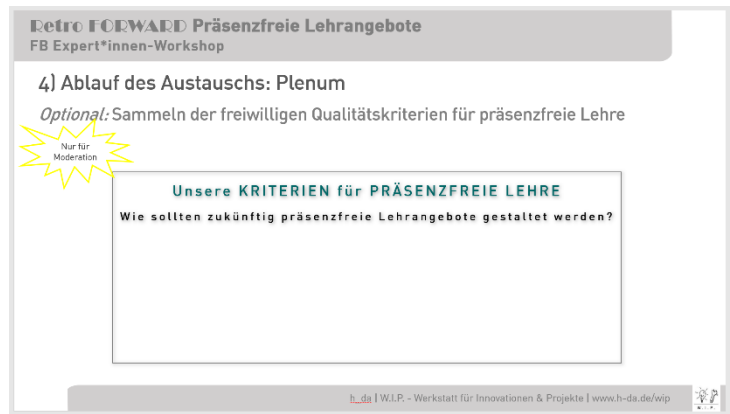 Retro FORWARD Präsenzfreie Lehrangebote
FB Expert*innen-Workshop
4) Ablauf des Austauschs: Plenum
Optional: Sammeln der freiwilligen Qualitätskriterien für präsenzfreie Lehre
Nur für
Moderation
Unsere KRITERIEN für PRÄSENZFREIE LEHRE
Wie sollten zukünftig präsenzfreie Lehrangebote gestaltet werden?
h_da I W.I.P. - Werkstatt für Innovationen & Projekte I www.h-da.de/wip
W.I.P.